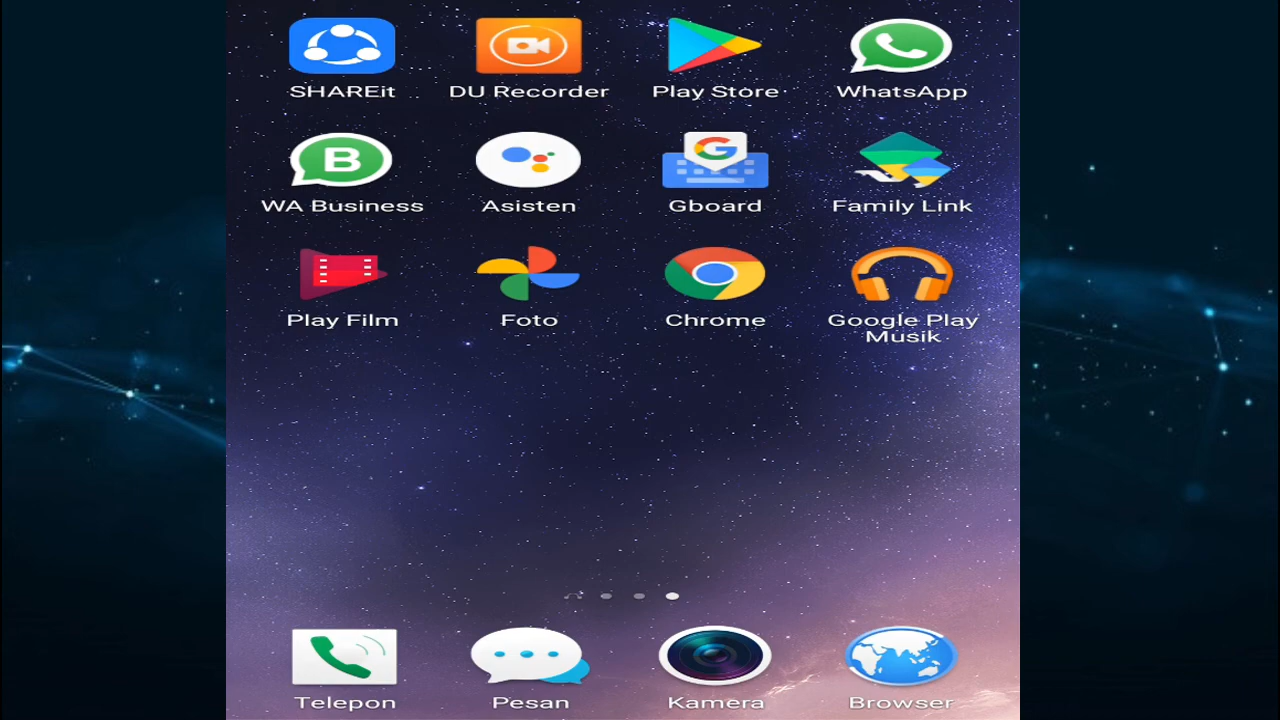 SHAREit
DU Recorder
Play Store
WhatsApp
B
WA Business
Asisten
G
Gboard
Family Link
Play Film
Foto
Chrome
Google Play
Musik
Telepon
Pesan
Kamera
Browser